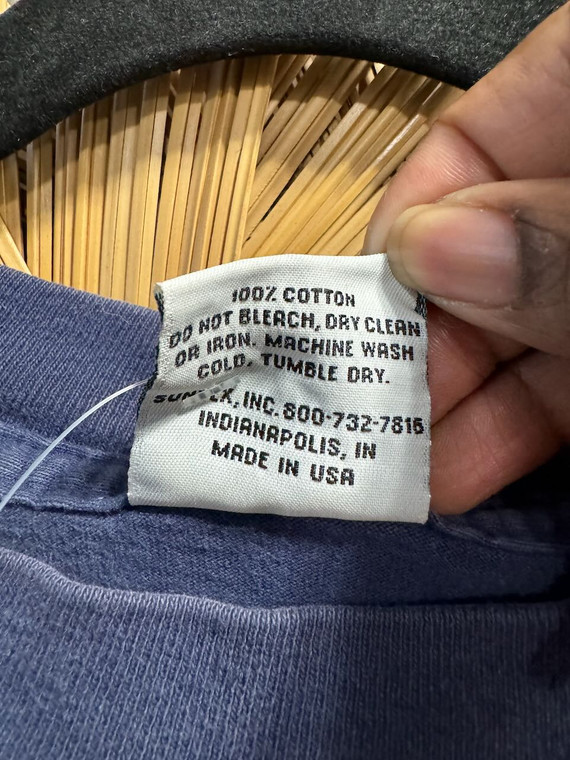 100% COTTON
DO NOT BLEACH, DRY CLEAN
OR IRON. MACHINE WASH
COLD, TUMBLE DRY.
INC. 800-732-7816
INDIANAPOLIS, IN
MADE IN USA